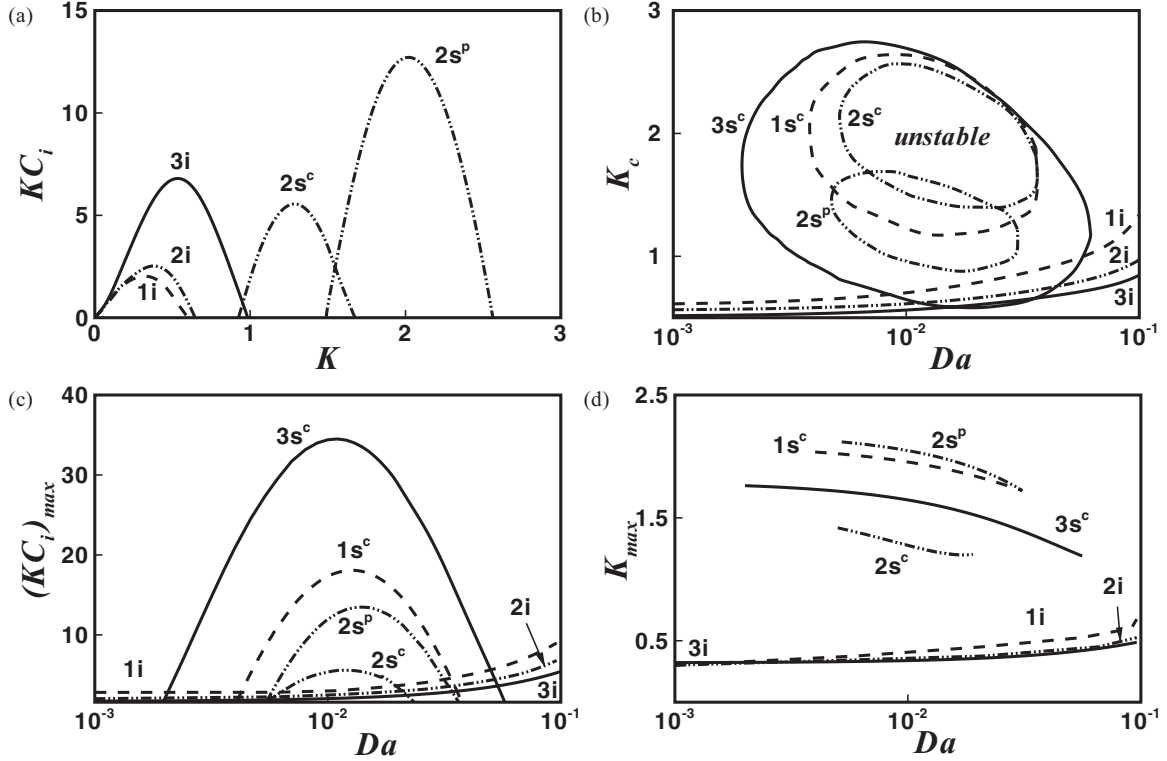 (a)
15
10
5
0
KC_i
3i
2i
1i
2s^c
2s^p
0
1
2
3
K
(b)
3
2
1
K_c
3s^c
1s^c
2s^c
unstable
2s^p
1i
2i
3i
10^-3
10^-2
10^-1
Da
(c)
40
30
20
10
(KC_i)_max
3s^c
1s^c
2s^p
2s^c
1i
2i
3i
10^-3
10^-2
10^-1
Da
(d)
2.5
1.5
0.5
K_max
1s^c
2s^p
3s^c
2s^c
2i
1i
3i
10^-3
10^-2
10^-1
Da